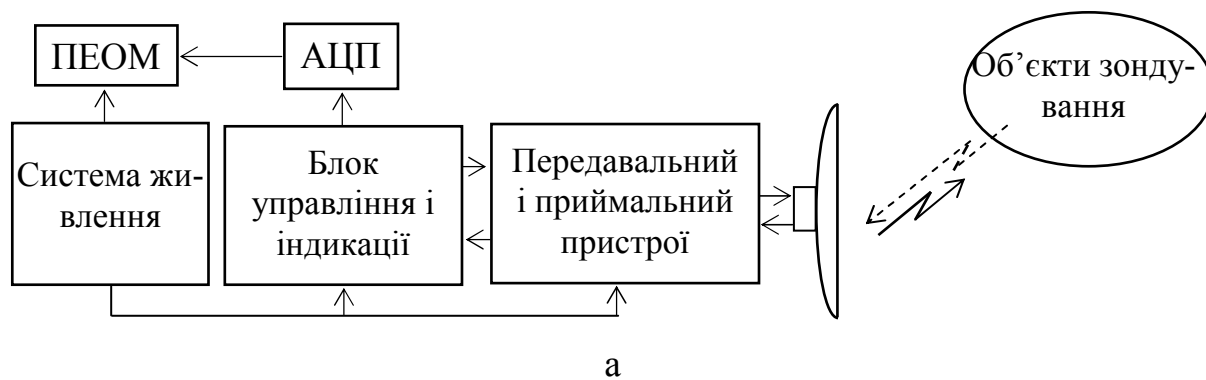 ПЕОМ
АЦП
Об’єкти зонду-
вання
Система жи-
влення
Блок
управління і
індикації
Передавальний
і приймальний
пристрої
а